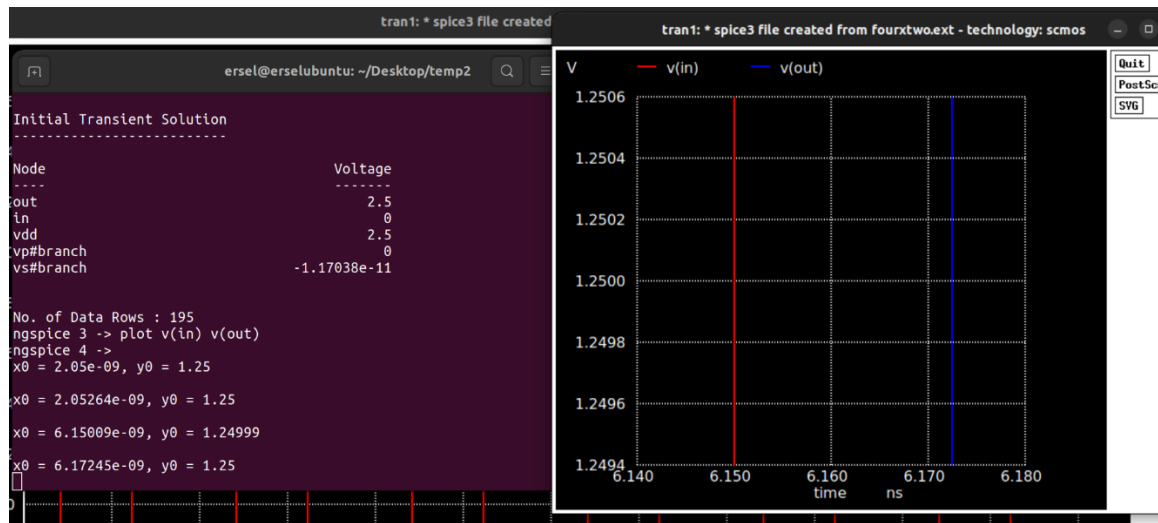 tran1: * spice3 file created
tran1: * spice3 file created from fourxtwo.ext - technology: scmos
ersel@erselubuntu: ~/Desktop/temp2
Initial Transient Solution
--------------------------
Node Voltage
---- -------
out 2.5
in 0
vdd 2.5
vp#branch 0
vs#branch -1.17038e-11
No. of Data Rows : 195
ngspice 3 -> plot v(in) v(out)
ngspice 4 ->
x0 = 2.05e-09, y0 = 1.25
x0 = 2.05264e-09, y0 = 1.25
x0 = 6.15009e-09, y0 = 1.24999
x0 = 6.17245e-09, y0 = 1.25
V v(in) v(out)
1.2506
1.2504
1.2502
1.2500
1.2498
1.2496
1.2494
6.140 6.150 6.160 6.170 6.180
time ns
Quit
PostSc
SVG